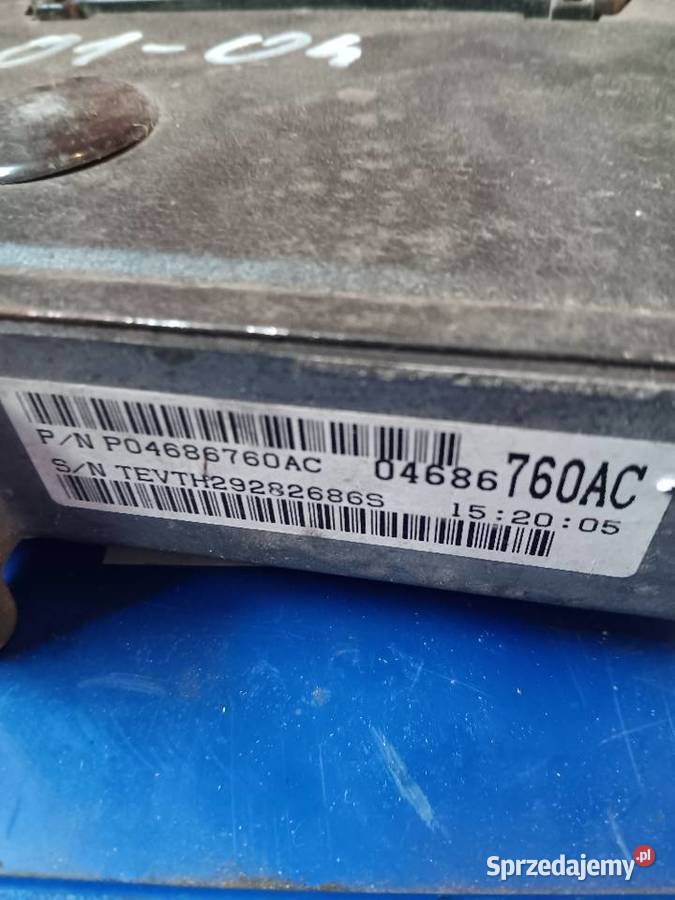 01-04
P/N P04686760AC 04686760AC
S/N TEVTH29282686S 15:20:05
Sprzedajemy.pl